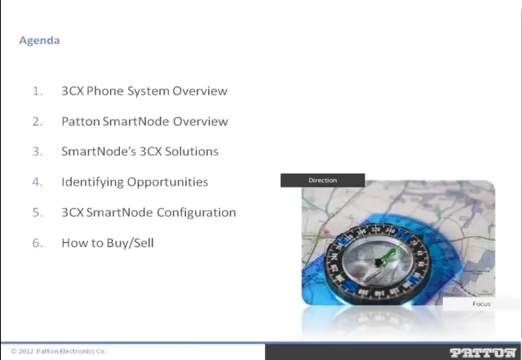 Agenda
1. 3CX Phone System Overview
2. Patton SmartNode Overview
3. SmartNode's 3CX Solutions
4. Identifying Opportunities
5. 3CX SmartNode Configuration
6. How to Buy/Sell
Direction
Focus
© 2012 Patton Electronics Co.
PATTON